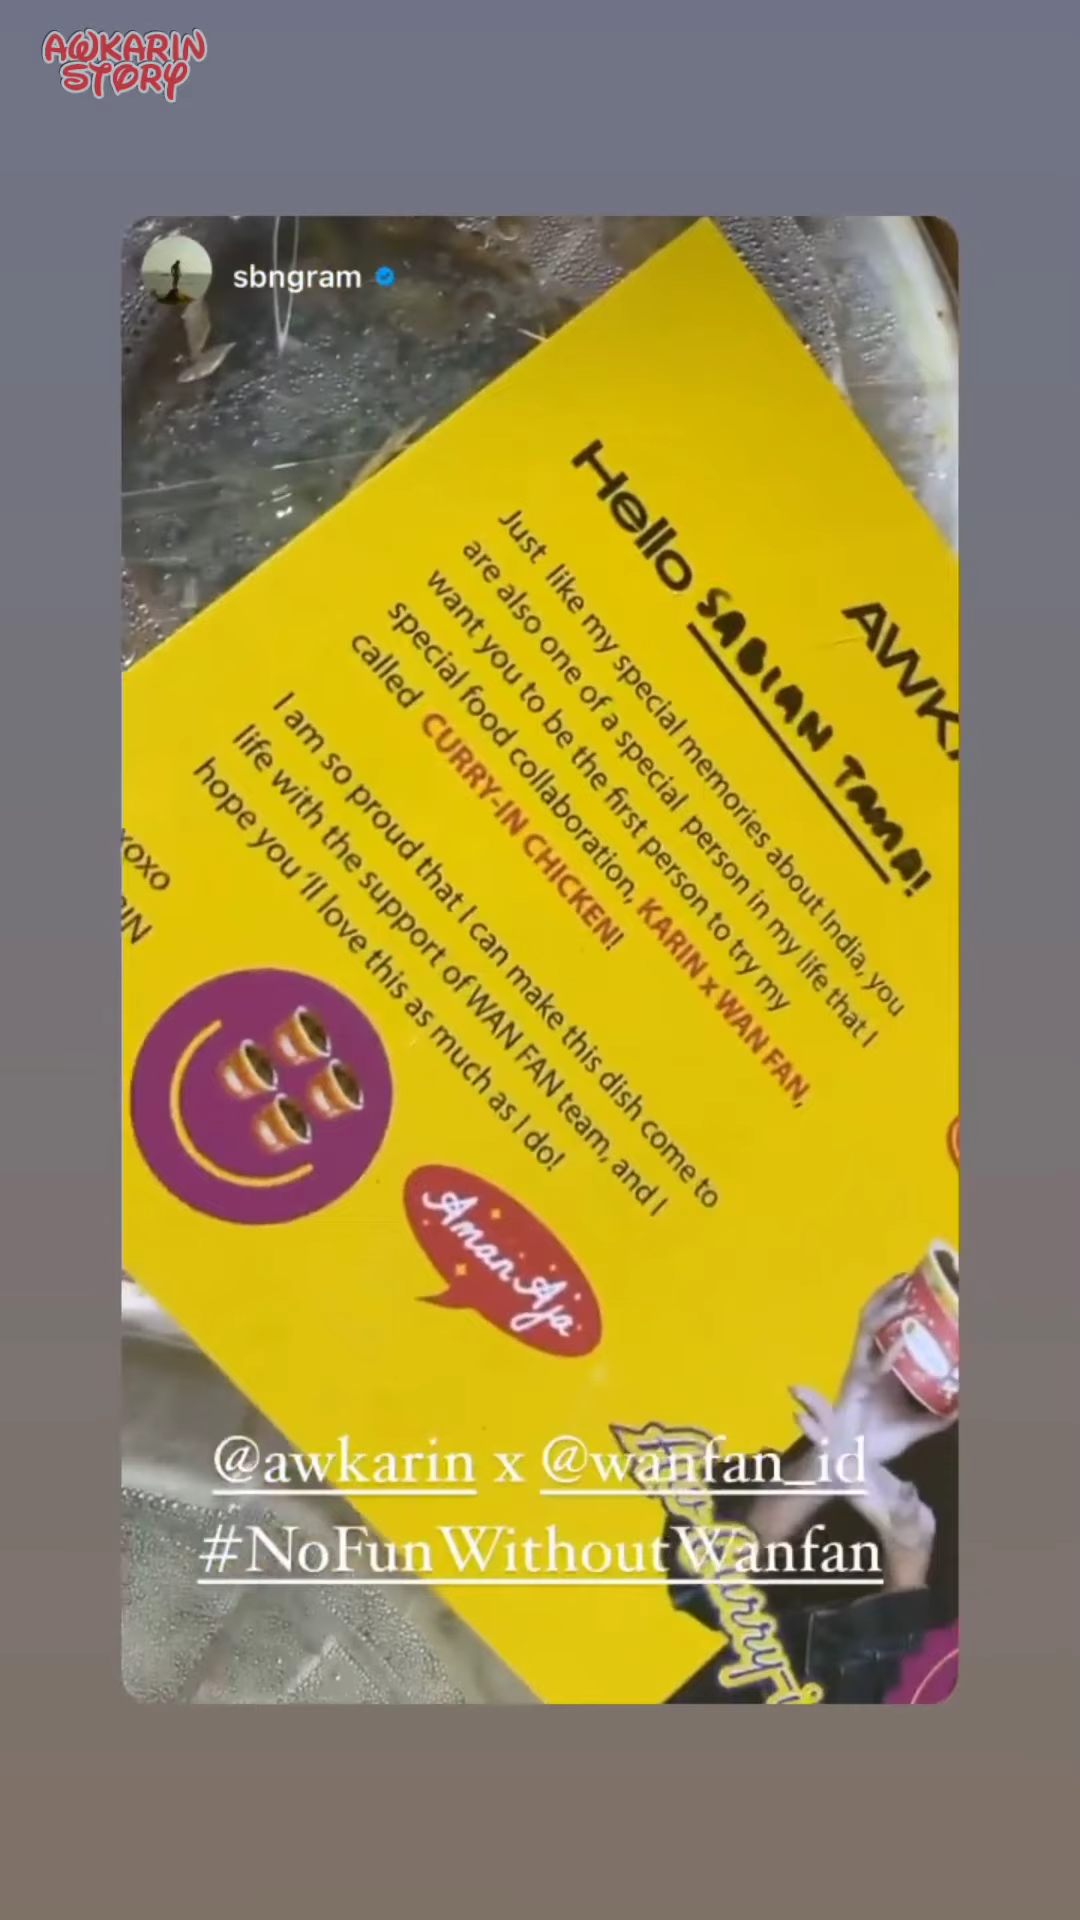 AWKARIN
STORY
sbngram
Hello SABIAN TAMA!
Just like my special memories about India, you
are also one of a special person in my life that I
want you to be the first person to try my
special food collaboration, KARIN x WAN FAN,
called CURRY-IN CHICKEN!
I am so proud that I can make this dish come to
life with the support of WAN FAN team, and I
hope you'll love this as much as I do!
xoxo
Aman Aja
@awkarin x @wanfan_id
#NoFunWithoutWanfan